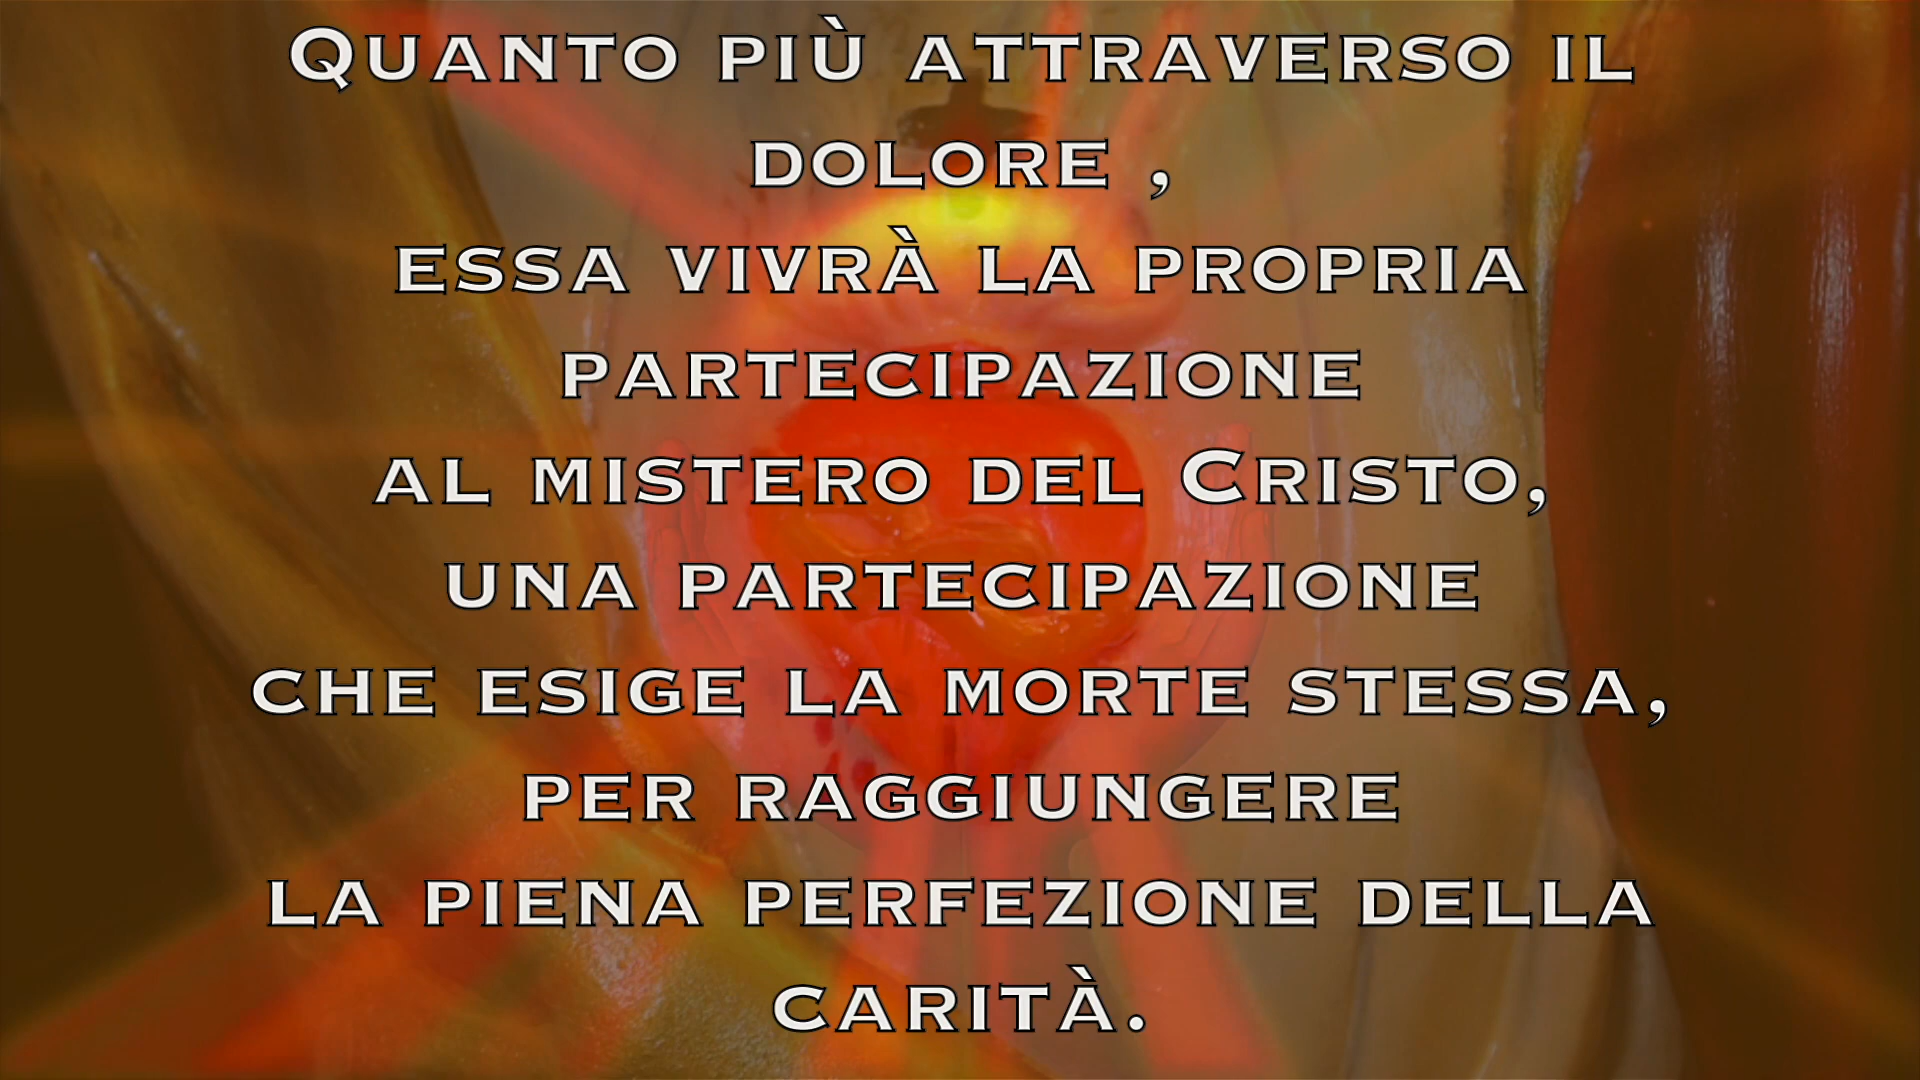 Quanto più attraverso il
dolore ,
essa vivrà la propria
partecipazione
al mistero del Cristo,
una partecipazione
che esige la morte stessa,
per raggiungere
la piena perfezione della
carità.